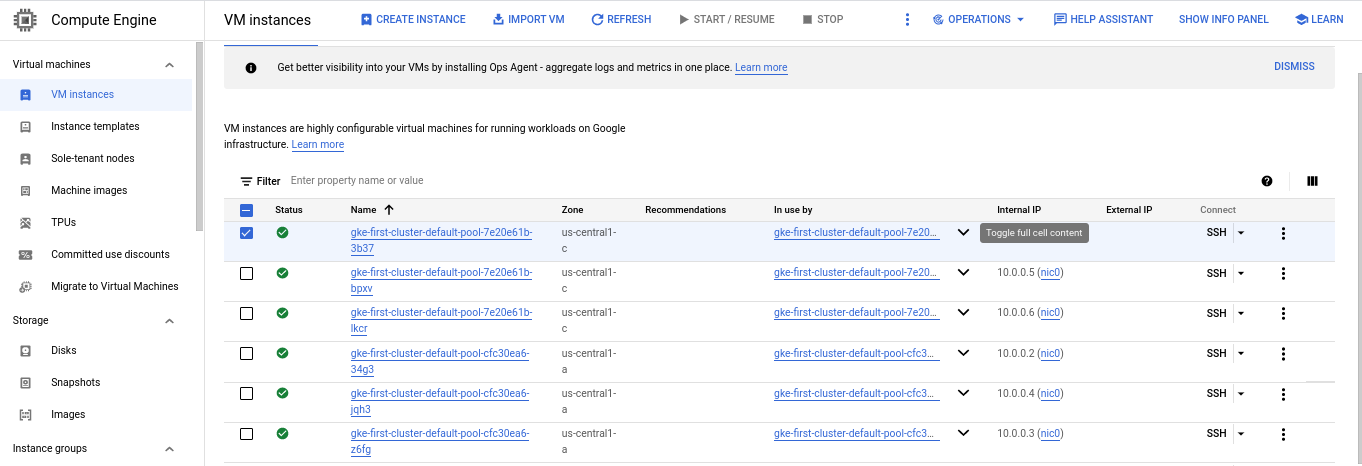 Compute Engine
VM instances
CREATE INSTANCE
IMPORT VM
REFRESH
START / RESUME
STOP
OPERATIONS
HELP ASSISTANT
SHOW INFO PANEL
LEARN
Virtual machines
VM instances
Instance templates
Sole-tenant nodes
Machine images
TPUs
Committed use discounts
Migrate to Virtual Machines
Storage
Disks
Snapshots
Images
Instance groups
Get better visibility into your VMs by installing Ops Agent - aggregate logs and metrics in one place. Learn more
DISMISS
VM instances are highly configurable virtual machines for running workloads on Google
infrastructure. Learn more
Filter Enter property name or value
Status Name Zone Recommendations In use by Internal IP External IP Connect
gke-first-cluster-default-pool-7e20e61b- us-central1- gke-first-cluster-default-pool-7e20... Toggle full cell content SSH
3b37 c
gke-first-cluster-default-pool-7e20e61b- us-central1- gke-first-cluster-default-pool-7e20... 10.0.0.5 (nic0) SSH
bpxv c
gke-first-cluster-default-pool-7e20e61b- us-central1- gke-first-cluster-default-pool-7e20... 10.0.0.6 (nic0) SSH
lkcr c
gke-first-cluster-default-pool-cfc30ea6- us-central1- gke-first-cluster-default-pool-cfc3... 10.0.0.2 (nic0) SSH
34g3 a
gke-first-cluster-default-pool-cfc30ea6- us-central1- gke-first-cluster-default-pool-cfc3... 10.0.0.4 (nic0) SSH
jqh3 a
gke-first-cluster-default-pool-cfc30ea6- us-central1- gke-first-cluster-default-pool-cfc3... 10.0.0.3 (nic0) SSH
z6fg a